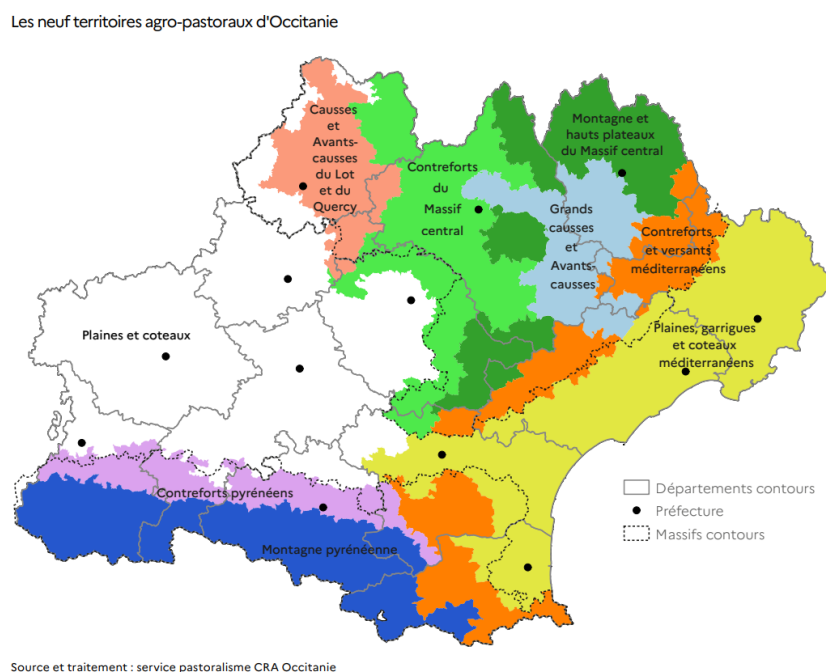 Les neuf territoires agro-pastoraux d'Occitanie
Causses
et
Avants-
causses
du Lot
et du
Quercy
Montagne et
hauts plateaux
du Massif central
Contreforts
du
Massif
central
Grands
causses
et
Avants-
causses
Contreforts
et versants
méditerranéens
Plaines et coteaux
Plaines, garrigues
et coteaux
méditerranéens
Contreforts pyrénéens
Montagne pyrénéenne
Départements contours
Préfecture
Massifs contours
Source et traitement : service pastoralisme CRA Occitanie